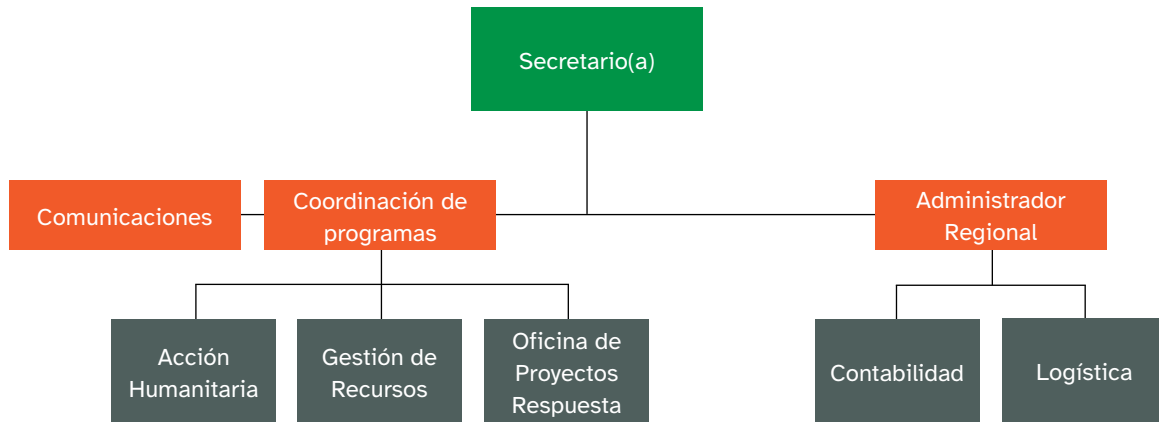 Secretario(a)
Comunicaciones
Coordinación de
programas
Administrador
Regional
Acción
Humanitaria
Gestión de
Recursos
Oficina de
Proyectos
Respuesta
Contabilidad
Logística